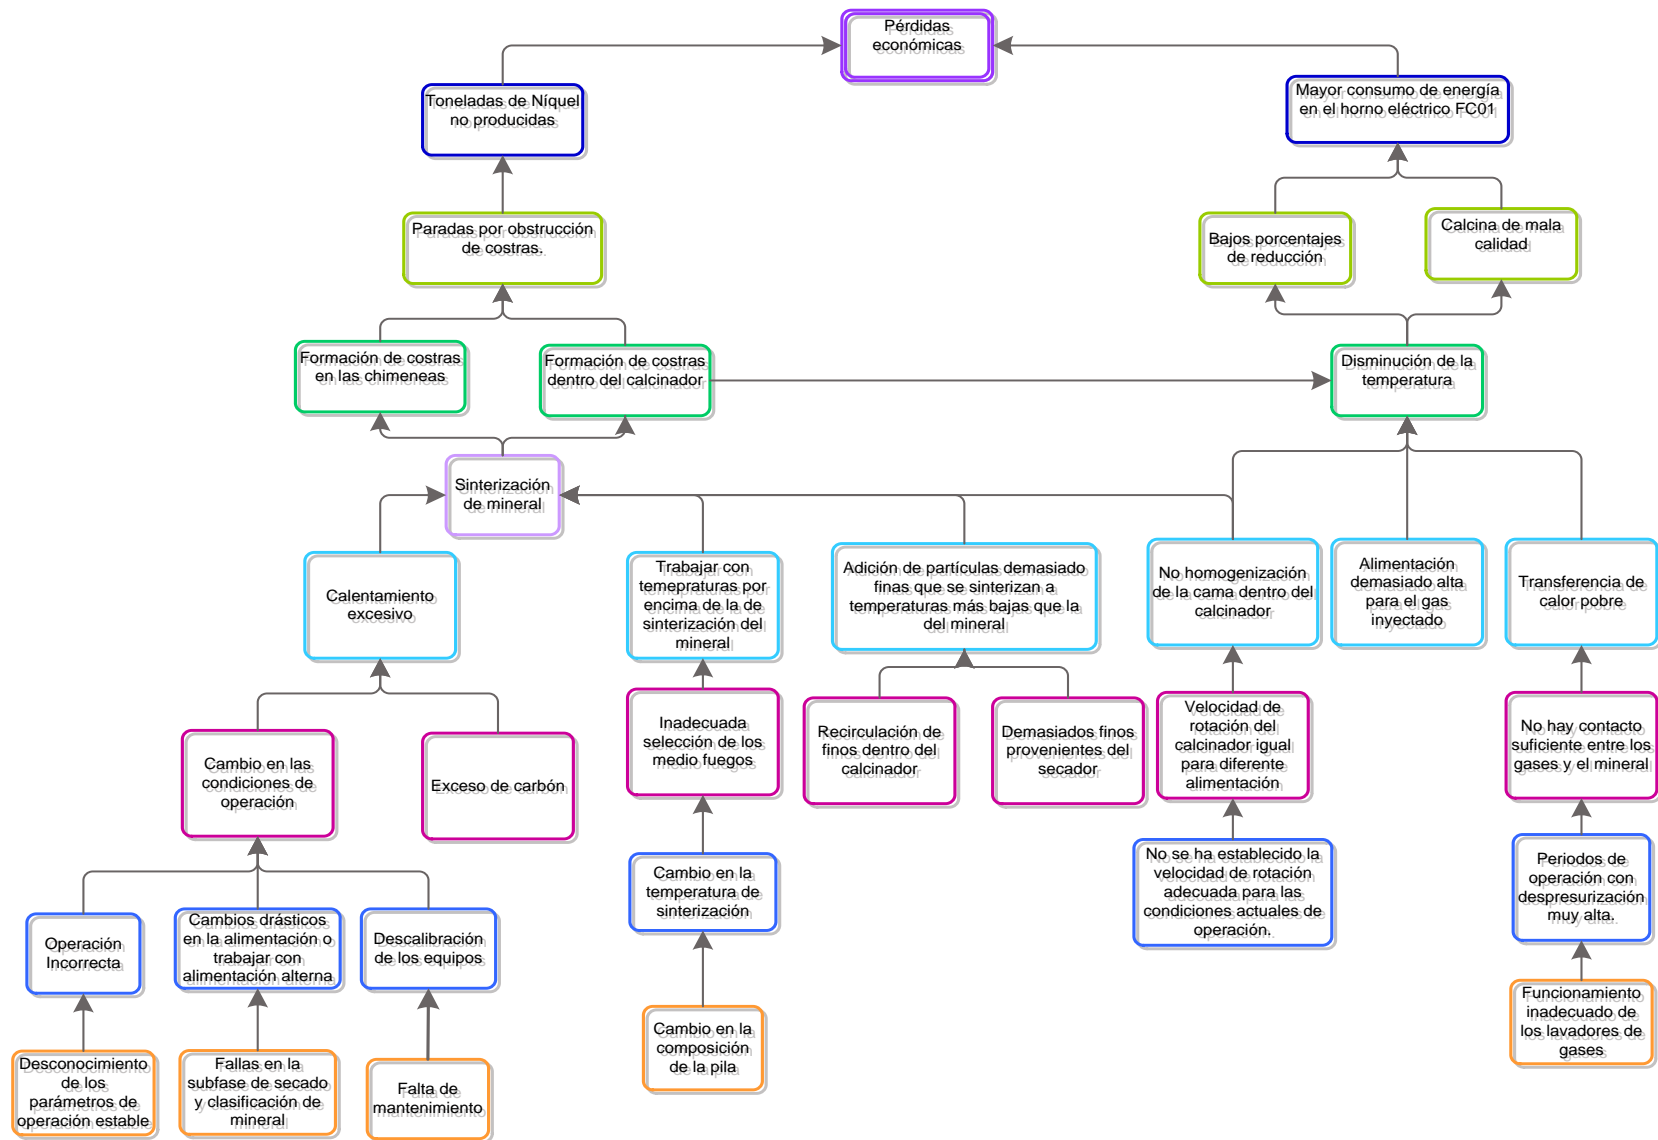 Pérdidas
económicas
Toneladas de Níquel
no producidas
Mayor consumo de energía
en el horno eléctrico FC01
Paradas por obstrucción
de costras.
Bajos porcentajes
de reducción
Calcina de mala
calidad
Formación de costras
en las chimeneas
Formación de costras
dentro del calcinador
Disminución de la
temperatura
Sinterización
de mineral
Calentamiento
excesivo
Trabajar con
temepraturas por
encima de la de
sinterización del
mineral
Adición de partículas demasiado
finas que se sinterizan a
temperaturas más bajas que la
del mineral
No homogenización
de la cama dentro del
calcinador
Alimentación
demasiado alta
para el gas
inyectado
Transferencia de
calor pobre
Cambio en las
condiciones de
operación
Exceso de carbón
Inadecuada
selección de los
medio fuegos
Recirculación de
finos dentro del
calcinador
Demasiados finos
provenientes del
secador
Velocidad de
rotación del
calcinador igual
para diferente
alimentación
No hay contacto
suficiente entre los
gases y el mineral
Operación
Incorrecta
Cambios drásticos
en la alimentación o
trabajar con
alimentación alterna
Descalibración
de los equipos
Cambio en la
temperatura de
sinterización
No se ha establecido la
velocidad de rotación
adecuada para las
condiciones actuales de
operación.
Periodos de
operación con
despresurización
muy alta.
Desconocimiento
de los
parámetros de
operación estable
Fallas en la
subfase de secado
y clasificación de
mineral
Falta de
mantenimiento
Cambio en la
composición
de la pila
Funcionamiento
inadecuado de
los lavadores de
gases